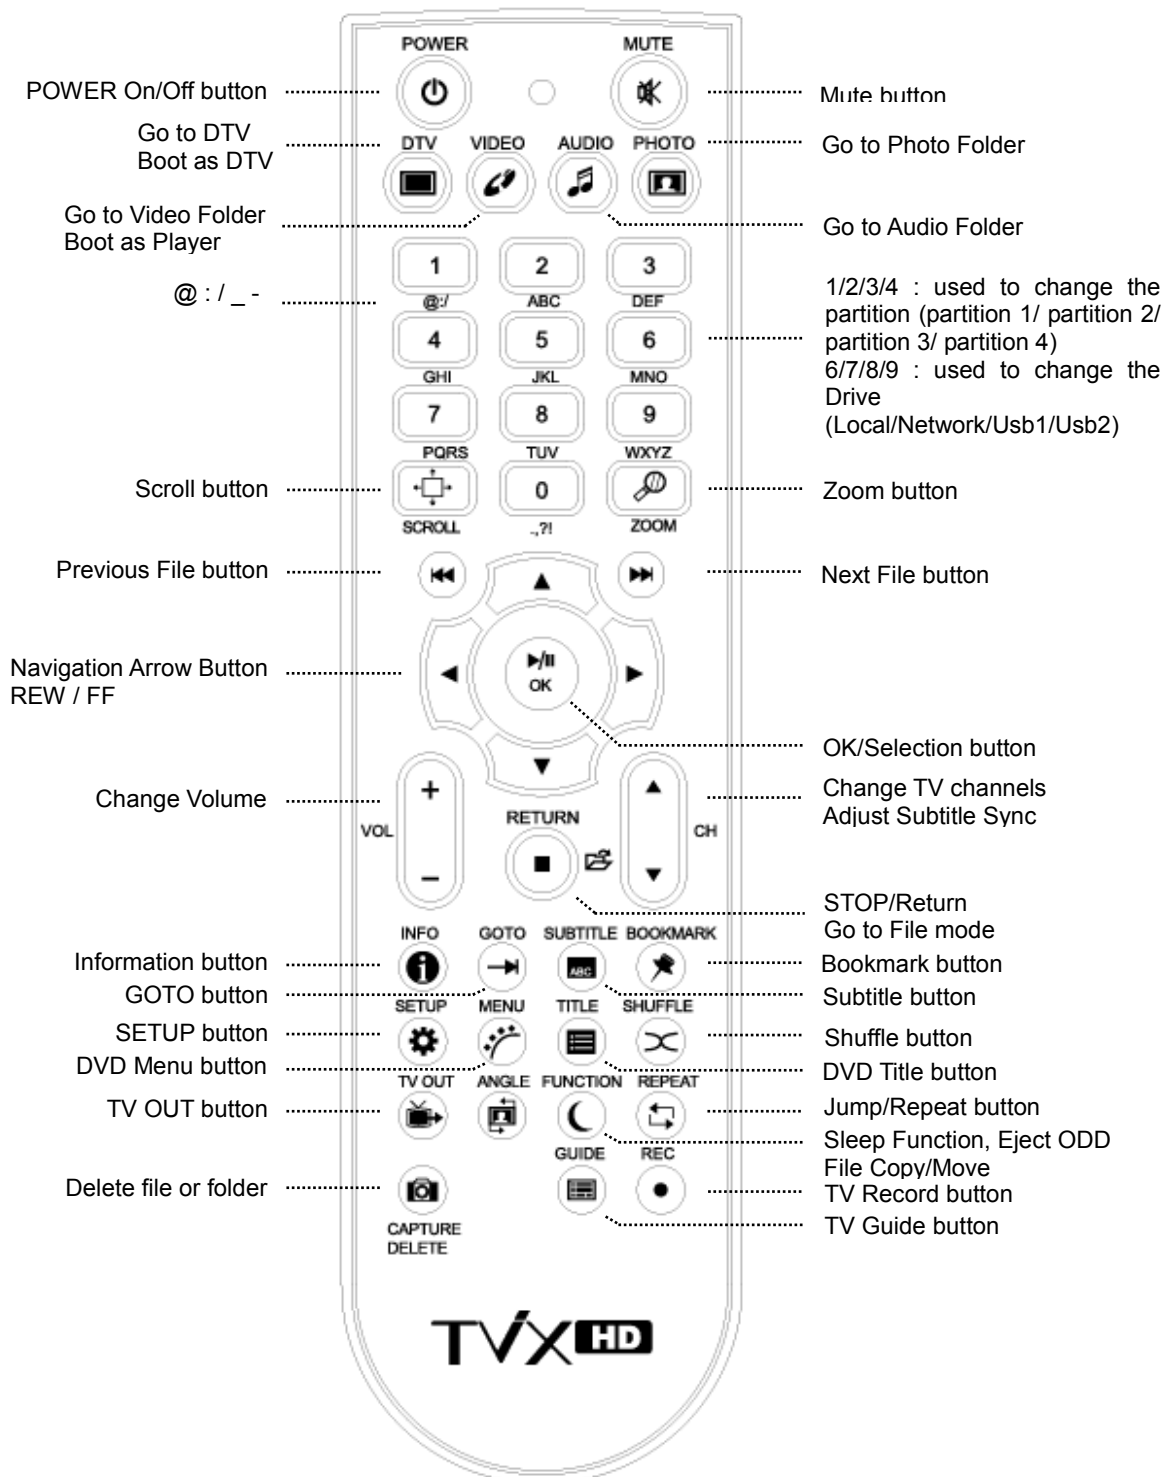 POWER
MUTE
POWER On/Off button
Mute button
Go to DTV
Boot as DTV
DTV
VIDEO
AUDIO
PHOTO
Go to Photo Folder
Go to Video Folder
Boot as Player
Go to Audio Folder
1
2
3
@ : / _ -
@:/
ABC
DEF
1/2/3/4 : used to change the
partition (partition 1/ partition 2/
partition 3/ partition 4)
6/7/8/9 : used to change the
Drive
(Local/Network/Usb1/Usb2)
4
5
6
GHI
JKL
MNO
7
8
9
PQRS
TUV
WXYZ
Scroll button
0
Zoom button
SCROLL
.,?!
ZOOM
Previous File button
Next File button
Navigation Arrow Button
REW / FF
OK
OK/Selection button
Change Volume
+
VOL
−
RETURN
CH
Change TV channels
Adjust Subtitle Sync
STOP/Return
Go to File mode
INFO
GOTO
SUBTITLE
BOOKMARK
Information button
ABC
Bookmark button
GOTO button
Subtitle button
SETUP
MENU
TITLE
SHUFFLE
SETUP button
Shuffle button
DVD Menu button
DVD Title button
TV OUT
ANGLE
FUNCTION
REPEAT
TV OUT button
Jump/Repeat button
Sleep Function, Eject ODD
File Copy/Move
GUIDE
REC
Delete file or folder
TV Record button
TV Guide button
CAPTURE
DELETE
TViX HD